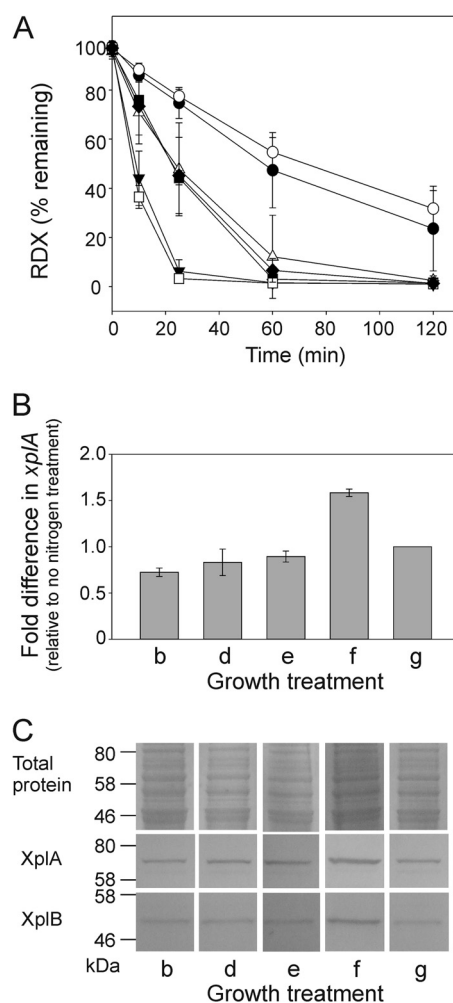 A
100
80
60
40
20
0
RDX (% remaining)
0 20 40 60 80 100 120
Time (min)
B
2.0
1.5
1.0
0.5
0
Fold difference in xplA
(relative to no nitrogen treatment)
b d e f g
Growth treatment
C
Total
protein
80
58
46
XplA
80
58
XplB
58
46
kDa
b d e f g
Growth treatment